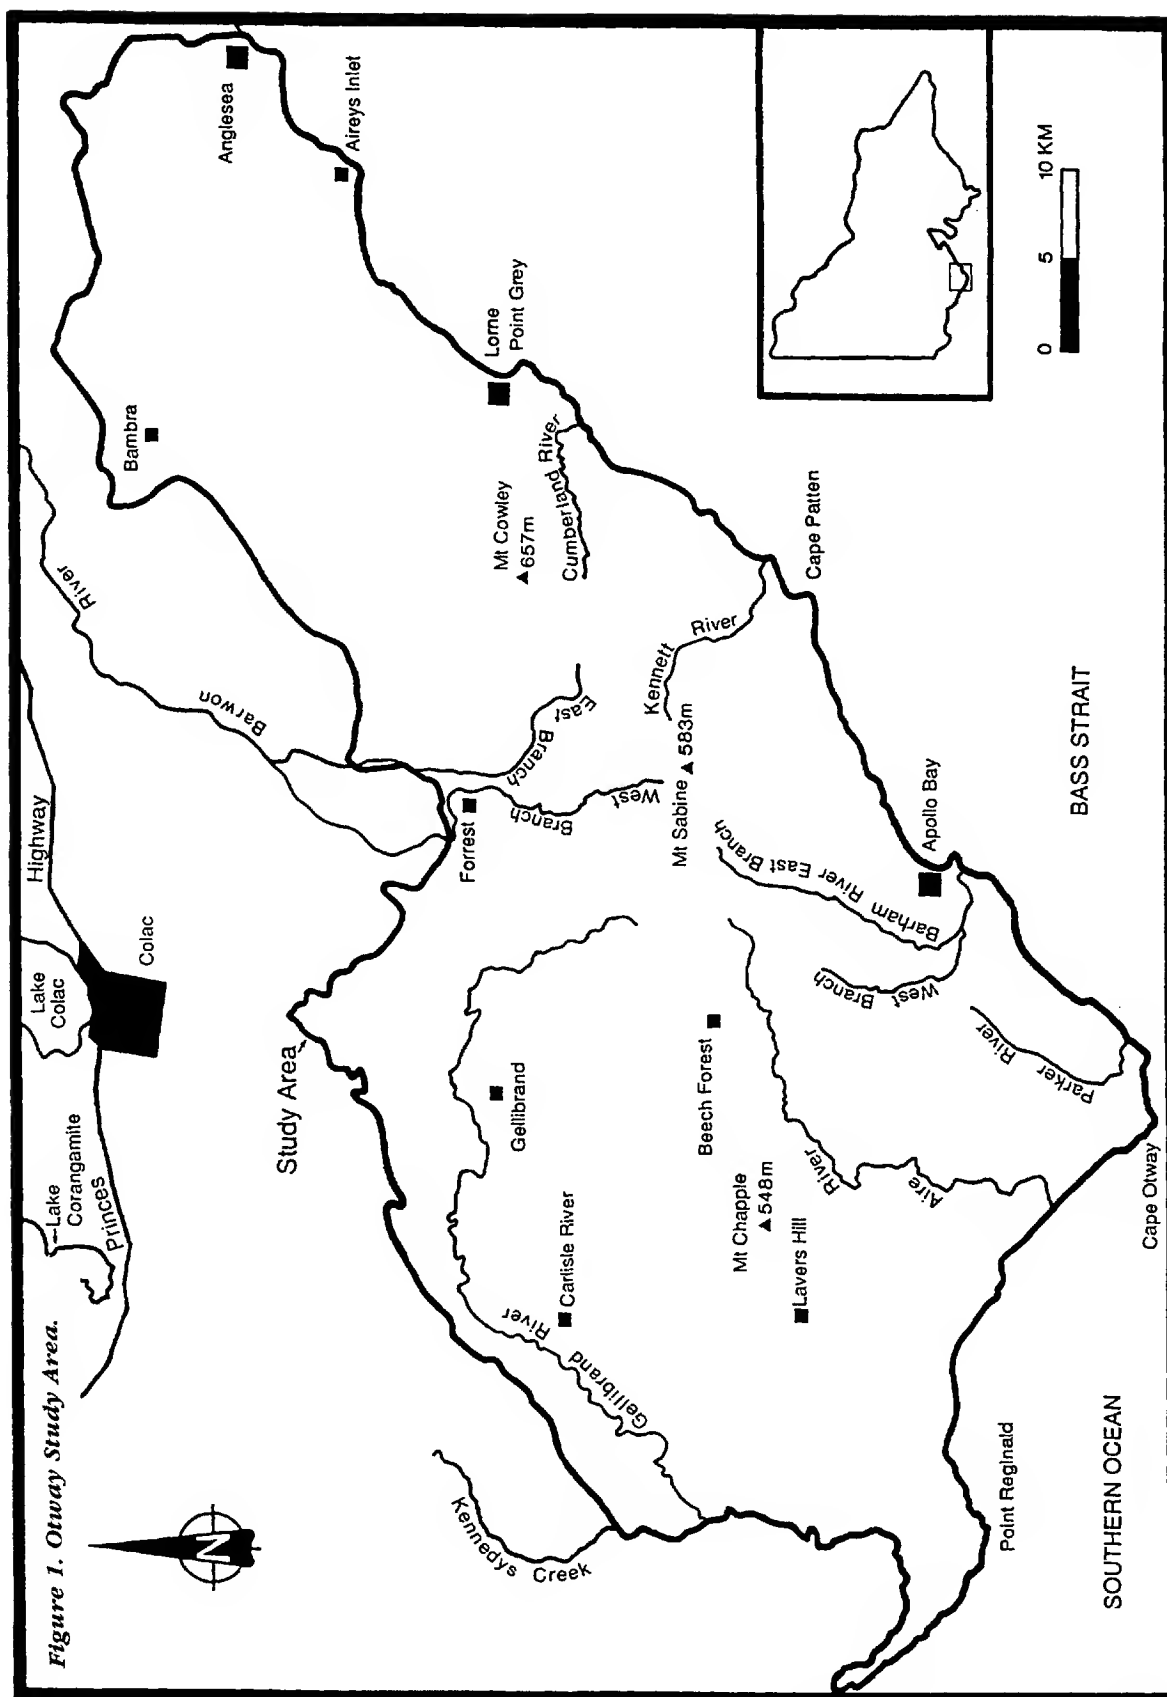 Figure 1. Otway Study Area.
N
Lake
Corangamite
Princes
Highway
Lake
Colac
Colac
Study Area
Bambra
Anglesea
Aireys Inlet
Lorne
Point Grey
Barwon
River
East
Branch
West
Branch
Forrest
Mt Cowley
657m
Cumberland River
Kennett
River
Cape Patten
Mt Sabine
583m
Kennedys
Creek
Gellibrand
River
Gellibrand
Carlisle River
Beech Forest
Mt Chapple
548m
Lavers Hill
Aire
River
Barham River East Branch
West
Branch
Apollo Bay
Parker
River
Cape Otway
Point Reginald
SOUTHERN OCEAN
BASS STRAIT
0 5 10 KM